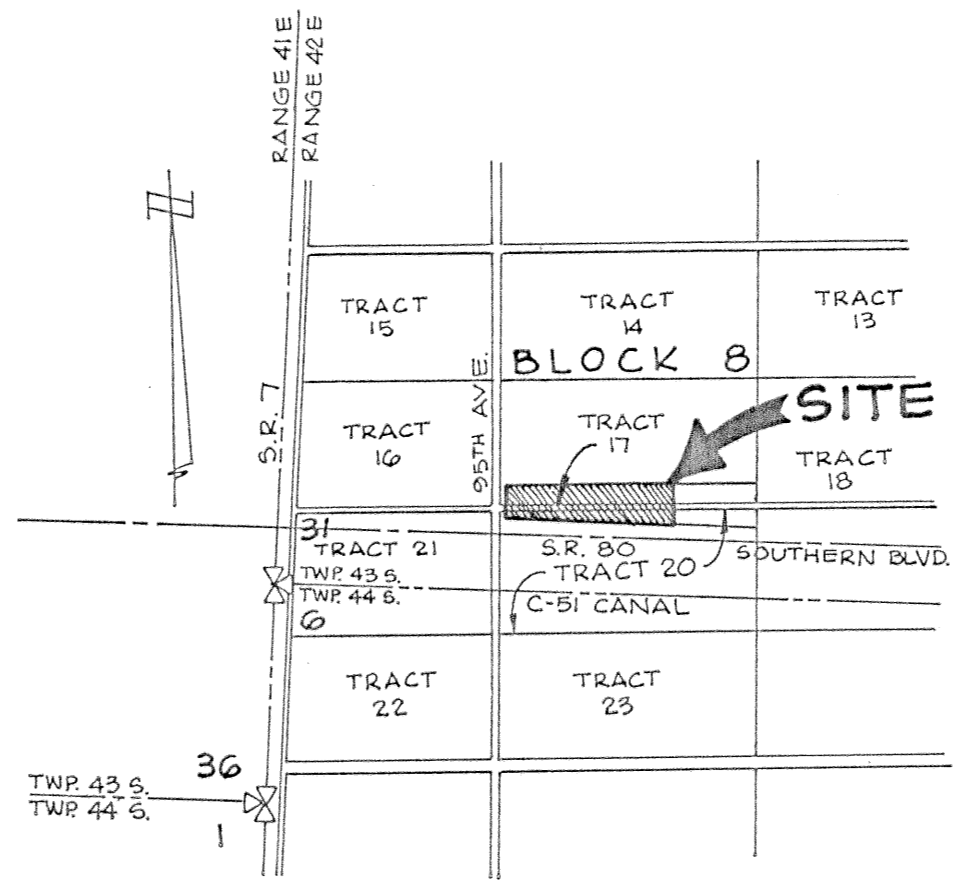 RANGE 41 E
RANGE 42 E
N
TRACT
15
TRACT
14
TRACT
13
BLOCK 8
S.R. 7
95TH AVE.
SITE
TRACT
16
TRACT
17
TRACT
18
31
TRACT 21
S.R. 80
SOUTHERN BLVD.
TRACT 20
TWP. 43 S.
TWP. 44 S.
C-51 CANAL
6
TRACT
22
TRACT
23
36
TWP. 43 S.
TWP. 44 S.
1